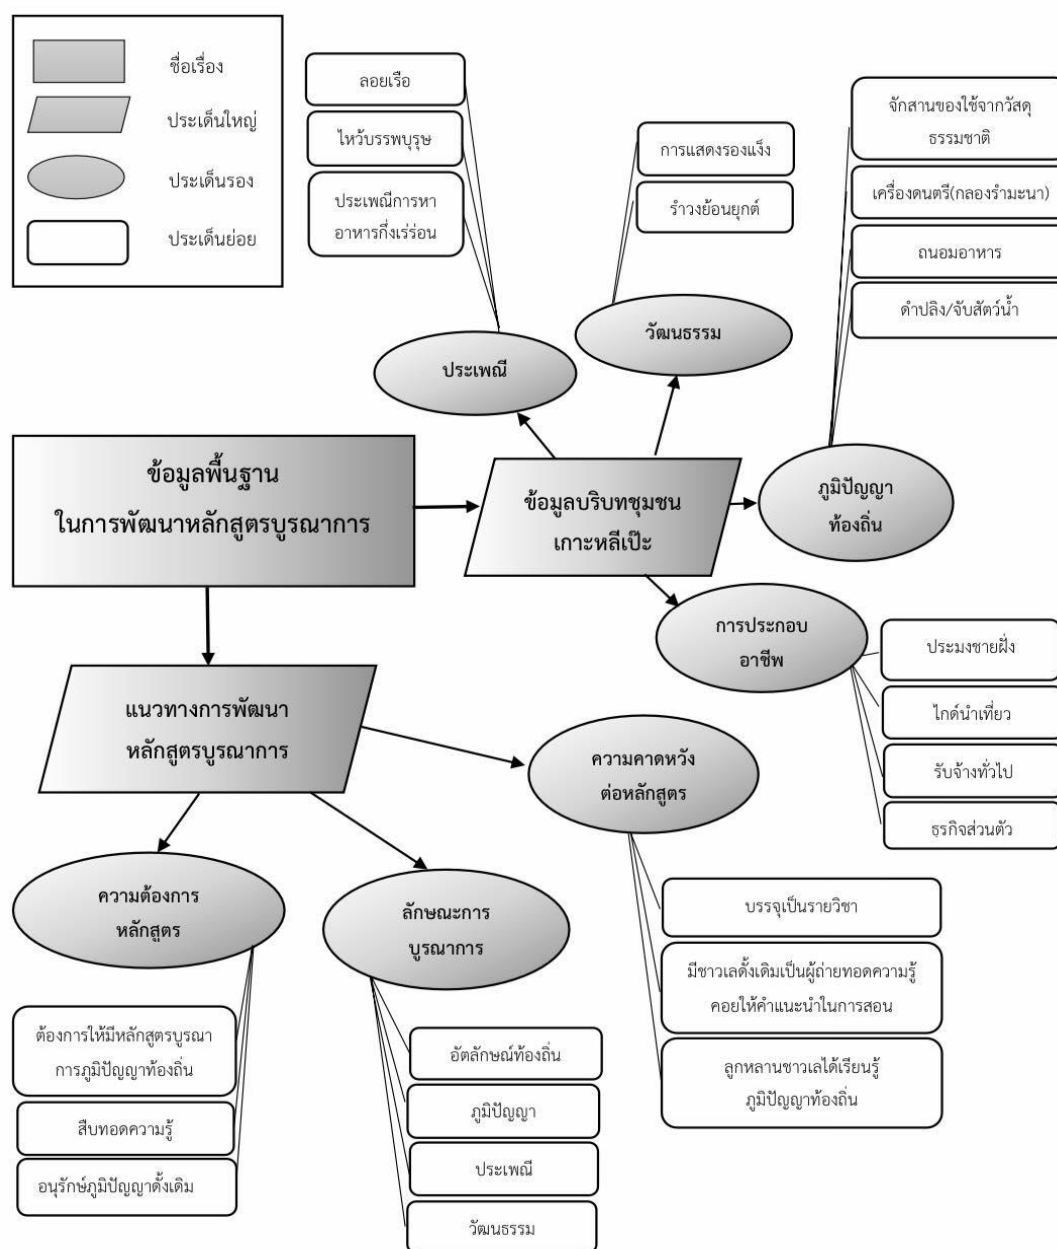 ชื่อเรื่อง
ประเด็นใหญ่
ประเด็นรอง
ประเด็นย่อย
ลอยเรือ
ไหว้บรรพบุรุษ
ประเพณีการหา
อาหารกึ่งเร่ร่อน
การแสดงรองแง็ง
รำวงย้อนยุกต์
จักสานของใช้จากวัสดุ
ธรรมชาติ
เครื่องดนตรี(กลองรำมะนา)
ถนอมอาหาร
ดำปลิง/จับสัตว์น้ำ
ประเพณี
วัฒนธรรม
ภูมิปัญญา
ท้องถิ่น
ข้อมูลพื้นฐาน
ในการพัฒนาหลักสูตรบูรณาการ
ข้อมูลบริบทชุมชน
เกาะหลีเป๊ะ
การประกอบ
อาชีพ
ประมงชายฝั่ง
ไกด์นำเที่ยว
รับจ้างทั่วไป
ธุรกิจส่วนตัว
แนวทางการพัฒนา
หลักสูตรบูรณาการ
ความคาดหวัง
ต่อหลักสูตร
ความต้องการ
หลักสูตร
ลักษณะการ
บูรณาการ
บรรจุเป็นรายวิชา
มีชาวเลดั้งเดิมเป็นผู้ถ่ายทอดความรู้
คอยให้คำแนะนำในการสอน
ลูกหลานชาวเลได้เรียนรู้
ภูมิปัญญาท้องถิ่น
ต้องการให้มีหลักสูตรบูรณา
การภูมิปัญญาท้องถิ่น
สืบทอดความรู้
อนุรักษ์ภูมิปัญญาดั้งเดิม
อัตลักษณ์ท้องถิ่น
ภูมิปัญญา
ประเพณี
วัฒนธรรม